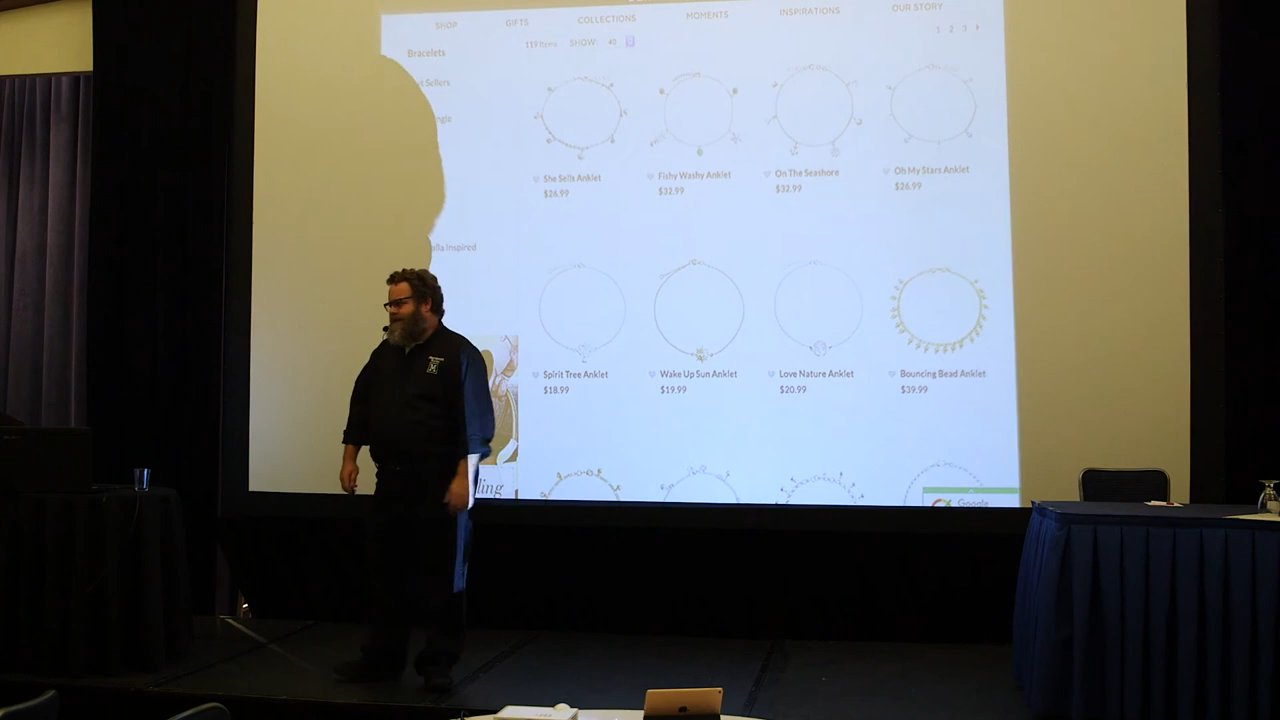 SHOP GIFTS COLLECTIONS MOMENTS INSPIRATIONS OUR STORY
119 Items SHOW: 40
1 2 3
Bracelets
Sellers
She Sells Anklet
$26.99
Fishy Washy Anklet
$32.99
On The Seashore
$32.99
Oh My Stars Anklet
$26.99
Inspired
Spirit Tree Anklet
$18.99
Wake Up Sun Anklet
$19.99
Love Nature Anklet
$20.99
Bouncing Bead Anklet
$39.99
ling
Google